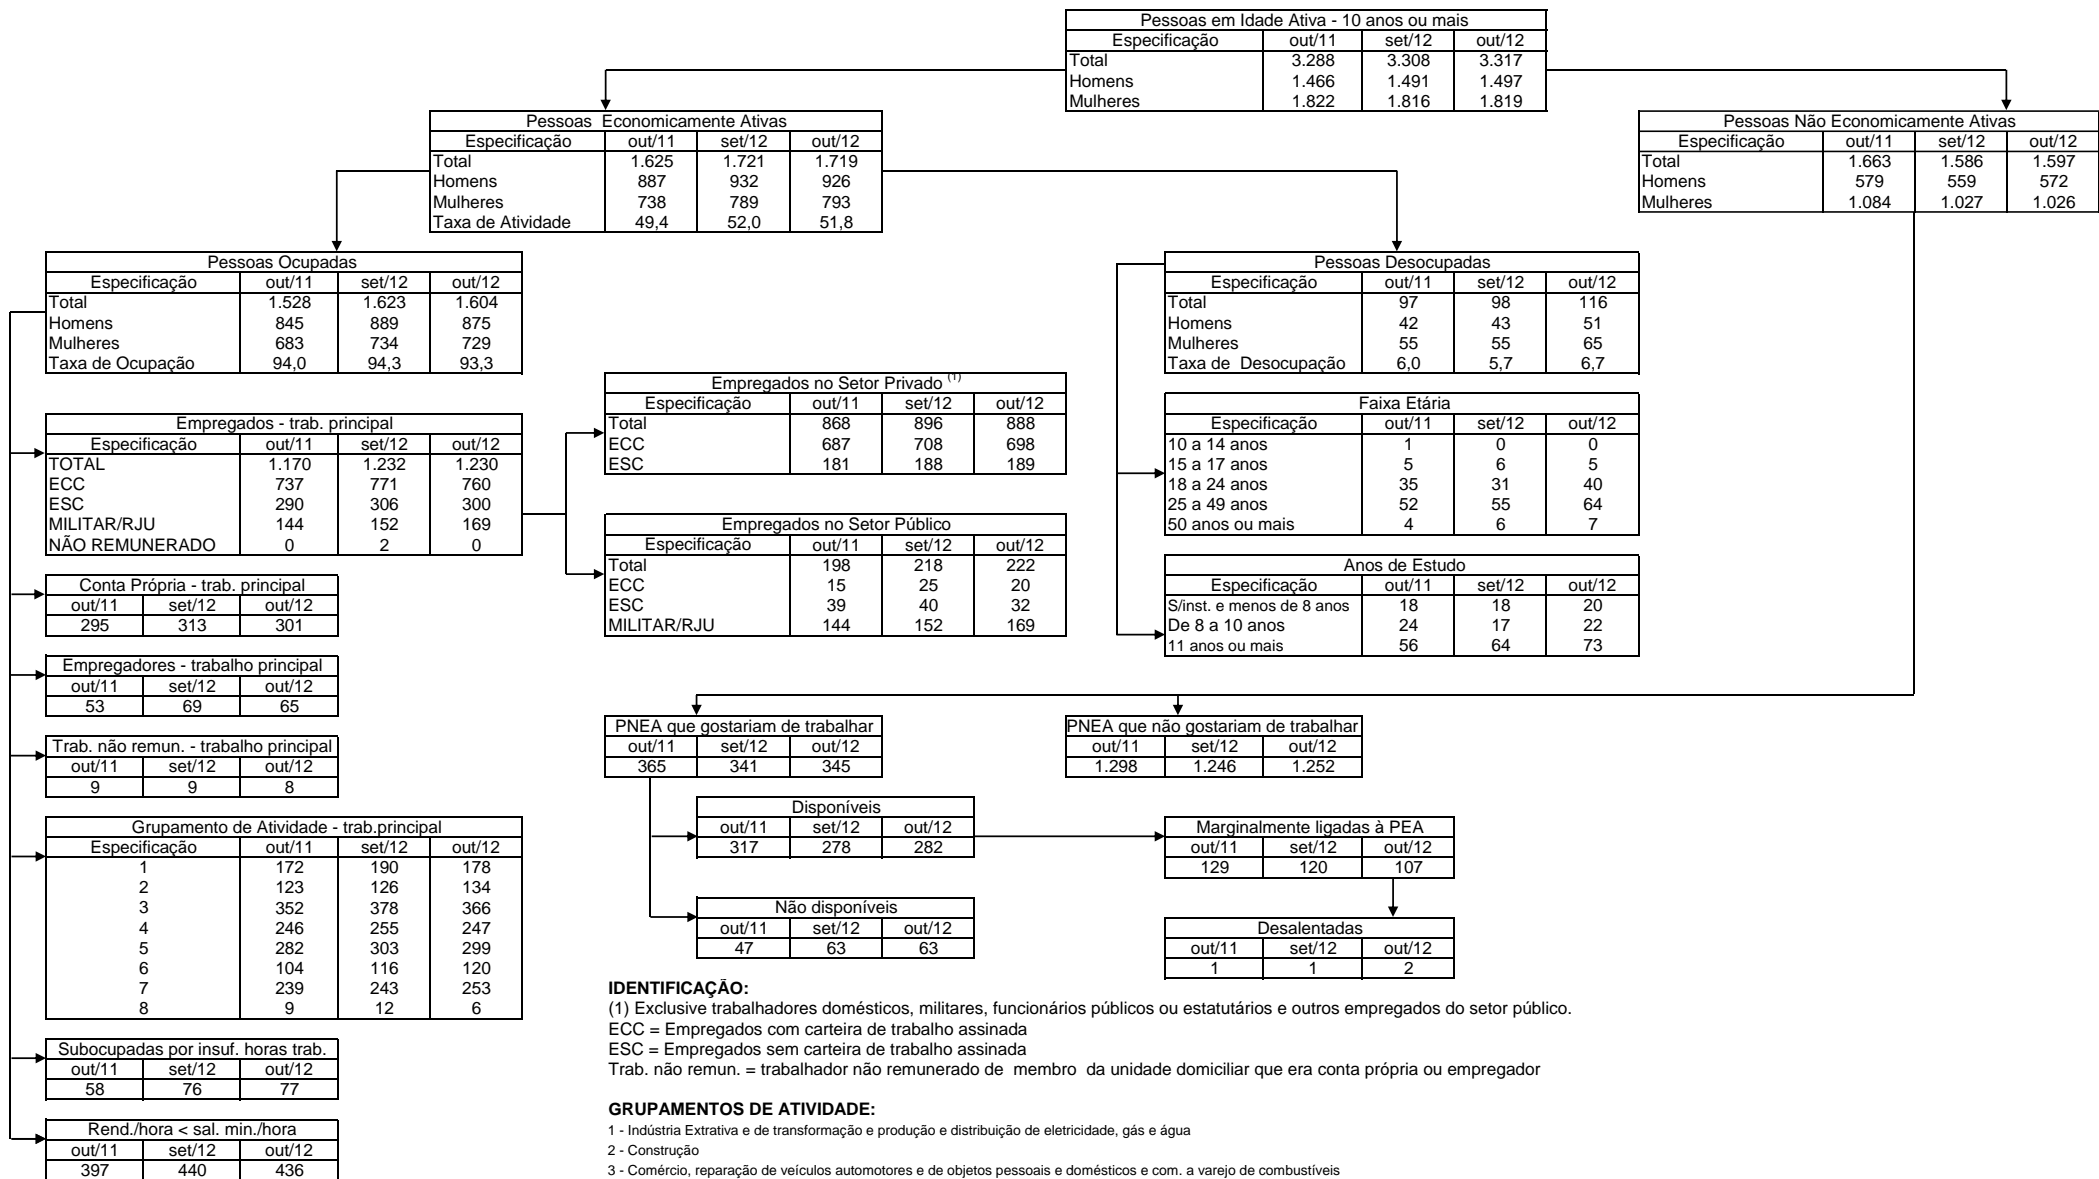 Pessoas em Idade Ativa - 10 anos ou mais
Especificação out/11 set/12 out/12
Total 3.288 3.308 3.317
Homens 1.466 1.491 1.497
Mulheres 1.822 1.816 1.819
Pessoas Economicamente Ativas
Especificação out/11 set/12 out/12
Total 1.625 1.721 1.719
Homens 887 932 926
Mulheres 738 789 793
Taxa de Atividade 49,4 52,0 51,8
Pessoas Não Economicamente Ativas
Especificação out/11 set/12 out/12
Total 1.663 1.586 1.597
Homens 579 559 572
Mulheres 1.084 1.027 1.026
Pessoas Ocupadas
Especificação out/11 set/12 out/12
Total 1.528 1.623 1.604
Homens 845 889 875
Mulheres 683 734 729
Taxa de Ocupação 94,0 94,3 93,3
Pessoas Desocupadas
Especificação out/11 set/12 out/12
Total 97 98 116
Homens 42 43 51
Mulheres 55 55 65
Taxa de Desocupação 6,0 5,7 6,7
Empregados - trab. principal
Especificação out/11 set/12 out/12
TOTAL 1.170 1.232 1.230
ECC 737 771 760
ESC 290 306 300
MILITAR/RJU 144 152 169
NÃO REMUNERADO 0 2 0
Empregados no Setor Privado (1)
Especificação out/11 set/12 out/12
Total 868 896 888
ECC 687 708 698
ESC 181 188 189
Empregados no Setor Público
Especificação out/11 set/12 out/12
Total 198 218 222
ECC 15 25 20
ESC 39 40 32
MILITAR/RJU 144 152 169
Faixa Etária
Especificação out/11 set/12 out/12
10 a 14 anos 1 0 0
15 a 17 anos 5 6 5
18 a 24 anos 35 31 40
25 a 49 anos 52 55 64
50 anos ou mais 4 6 7
Anos de Estudo
Especificação out/11 set/12 out/12
S/inst. e menos de 8 anos 18 18 20
De 8 a 10 anos 24 17 22
11 anos ou mais 56 64 73
Conta Própria - trab. principal
out/11 set/12 out/12
295 313 301
Empregadores - trabalho principal
out/11 set/12 out/12
53 69 65
Trab. não remun. - trabalho principal
out/11 set/12 out/12
9 9 8
Grupamento de Atividade - trab.principal
Especificação out/11 set/12 out/12
1 172 190 178
2 123 126 134
3 352 378 366
4 246 255 247
5 282 303 299
6 104 116 120
7 239 243 253
8 9 12 6
Subocupadas por insuf. horas trab.
out/11 set/12 out/12
58 76 77
Rend./hora < sal. min./hora
out/11 set/12 out/12
397 440 436
PNEA que gostariam de trabalhar
out/11 set/12 out/12
365 341 345
PNEA que não gostariam de trabalhar
out/11 set/12 out/12
1.298 1.246 1.252
Disponíveis
out/11 set/12 out/12
317 278 282
Marginalmente ligadas à PEA
out/11 set/12 out/12
129 120 107
Não disponíveis
out/11 set/12 out/12
47 63 63
Desalentadas
out/11 set/12 out/12
1 1 2
IDENTIFICAÇÃO:
(1) Exclusive trabalhadores domésticos, militares, funcionários públicos ou estatutários e outros empregados do setor público.
ECC = Empregados com carteira de trabalho assinada
ESC = Empregados sem carteira de trabalho assinada
Trab. não remun. = trabalhador não remunerado de membro da unidade domiciliar que era conta própria ou empregador
GRUPAMENTOS DE ATIVIDADE:
1 - Indústria Extrativa e de transformação e produção e distribuição de eletricidade, gás e água
2 - Construção
3 - Comércio, reparação de veículos automotores e de objetos pessoais e domésticos e com. a varejo de combustíveis